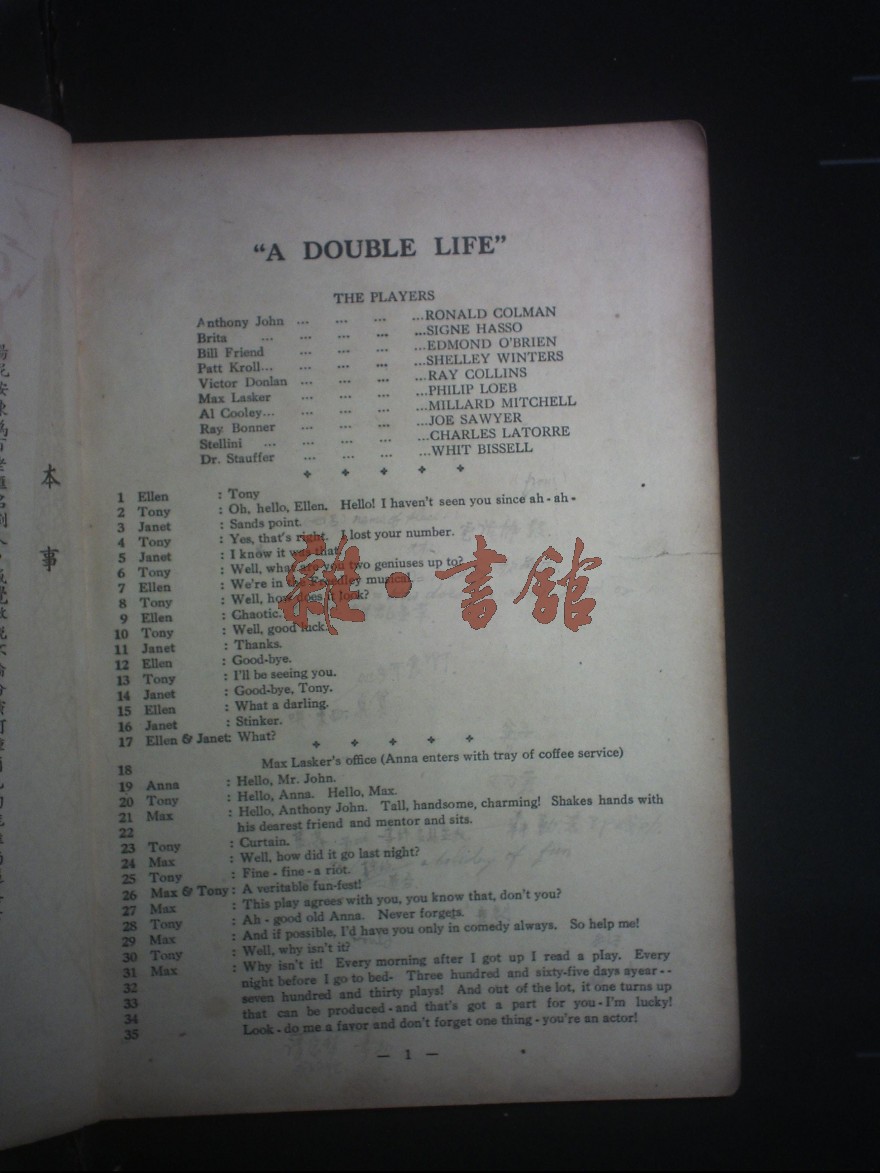 本事
"A DOUBLE LIFE"
THE PLAYERS
Anthony John ... ... ... ...RONALD COLMAN
Brita ... ... ... ...SIGNE HASSO
Bill Friend ... ... ...EDMOND O'BRIEN
Patt Kroll... ... ... ...SHELLEY WINTERS
Victor Donlan ... ... ... ...RAY COLLINS
Max Lasker ... ... ... ...PHILIP LOEB
Al Cooley... ... ... ...MILLARD MITCHELL
Ray Bonner ... ... ... ...JOE SAWYER
Stellini ... ... ... ...CHARLES LATORRE
Dr. Stauffer ... ... ... ...WHIT BISSELL
1 Ellen : Tony
2 Tony : Oh, hello, Ellen. Hello! I haven't seen you since ah - ah -
3 Janet : Sands point.
4 Tony : Yes, that's right. I lost your number.
5 Janet : I know it was that.
6 Tony : Well, what are you two geniuses up to?
7 Ellen : We're in the Freedley musical.
8 Tony : Well, how does it look?
9 Ellen : Chaotic.
10 Tony : Well, good luck.
11 Janet : Thanks.
12 Ellen : Good-bye.
13 Tony : I'll be seeing you.
14 Janet : Good-bye, Tony.
15 Ellen : What a darling.
16 Janet : Stinker.
17 Ellen & Janet: What?
18 Max Lasker's office (Anna enters with tray of coffee service)
19 Anna : Hello, Mr. John.
20 Tony : Hello, Anna. Hello, Max.
21 Max : Hello, Anthony John. Tall, handsome, charming! Shakes hands with
22 his dearest friend and mentor and sits.
23 Tony : Curtain.
24 Max : Well, how did it go last night?
25 Tony : Fine - fine - a riot.
26 Max & Tony : A veritable fun-fest!
27 Max : This play agrees with you, you know that, don't you?
28 Tony : Ah - good old Anna. Never forgets.
29 Max : And if possible, I'd have you only in comedy always. So help me!
30 Tony : Well, why isn't it?
31 Max : Why isn't it! Every morning after I got up I read a play. Every
32 night before I go to bed- Three hundred and sixty-five days ayear - -
33 seven hundred and thirty plays! And out of the lot, it one turns up
34 that can be produced - and that's got a part for you - I'm lucky!
35 Look - do me a favor and don't forget one thing - you're an actor!
— 1 —
雜·書館